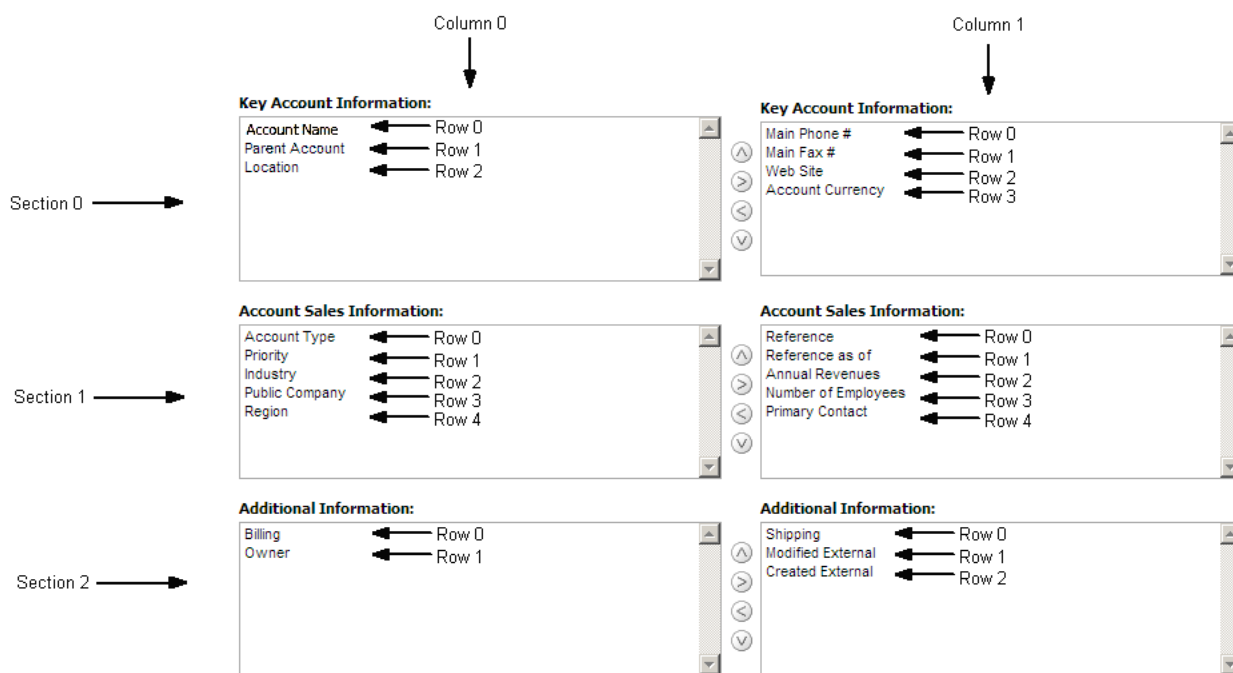 Column 0
Column 1
Key Account Information:
Key Account Information:
Account Name Row 0
Parent Account Row 1
Location Row 2
Main Phone # Row 0
Main Fax # Row 1
Web Site Row 2
Account Currency Row 3
Section 0
Account Sales Information:
Account Sales Information:
Account Type Row 0
Priority Row 1
Industry Row 2
Public Company Row 3
Region Row 4
Reference Row 0
Reference as of Row 1
Annual Revenues Row 2
Number of Employees Row 3
Primary Contact Row 4
Section 1
Additional Information:
Additional Information:
Billing Row 0
Owner Row 1
Shipping Row 0
Modified External Row 1
Created External Row 2
Section 2